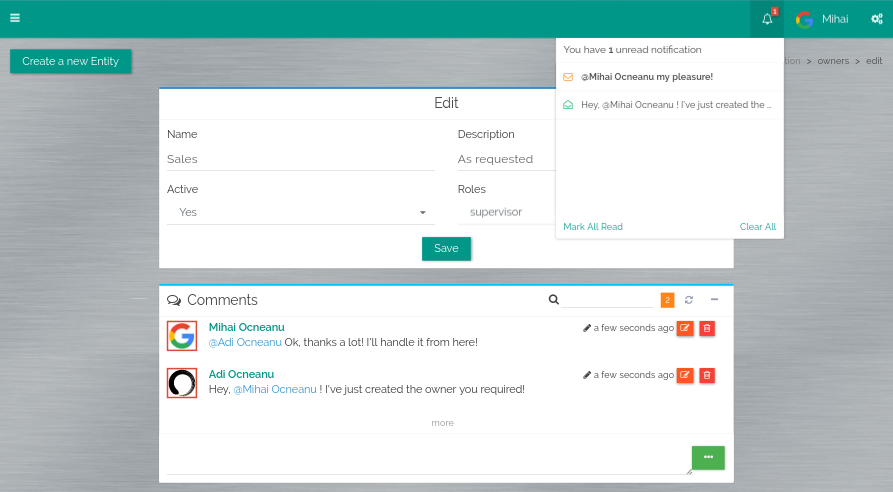 1
Mihai
Create a new Entity
You have 1 unread notification
> owners > edit
@Mihai Ocneanu my pleasure!
Hey, @Mihai Ocneanu ! I've just created the ...
Mark All Read
Clear All
Edit
Name
Description
Sales
As requested
Active
Roles
Yes
supervisor
Save
Comments
2
Mihai Ocneanu
a few seconds ago
@Adi Ocneanu Ok, thanks a lot! I'll handle it from here!
Adi Ocneanu
a few seconds ago
Hey, @Mihai Ocneanu ! I've just created the owner you required!
more